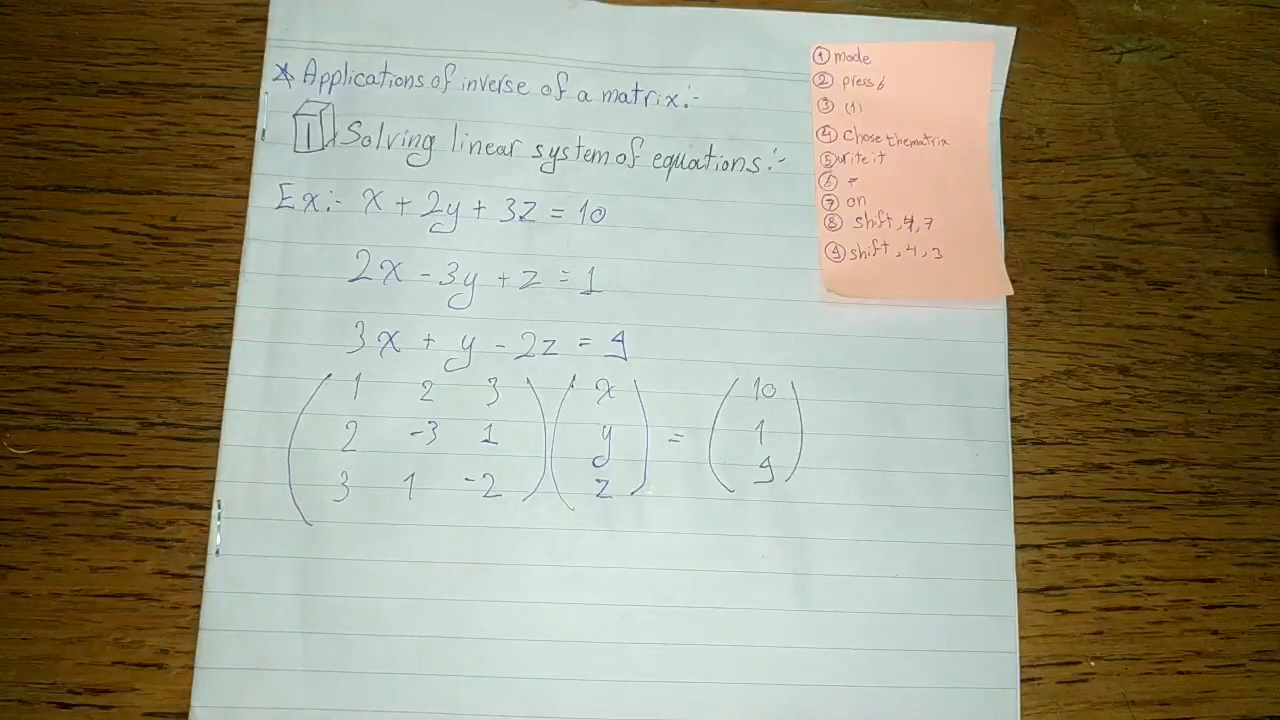 * Applications of inverse of a matrix:-
1 Solving linear system of equations:-
Ex:- x + 2y + 3z = 10
2x - 3y + z = 1
3x + y - 2z = 9
1 2 3 x 10
2 -3 1 y = 1
3 1 -2 z 9
① mode
② press 6
③ (1)
④ Chose the matrix
⑤ write it
⑥ =
⑦ on
⑧ shift, 4, 7
⑨ shift, 4, 3